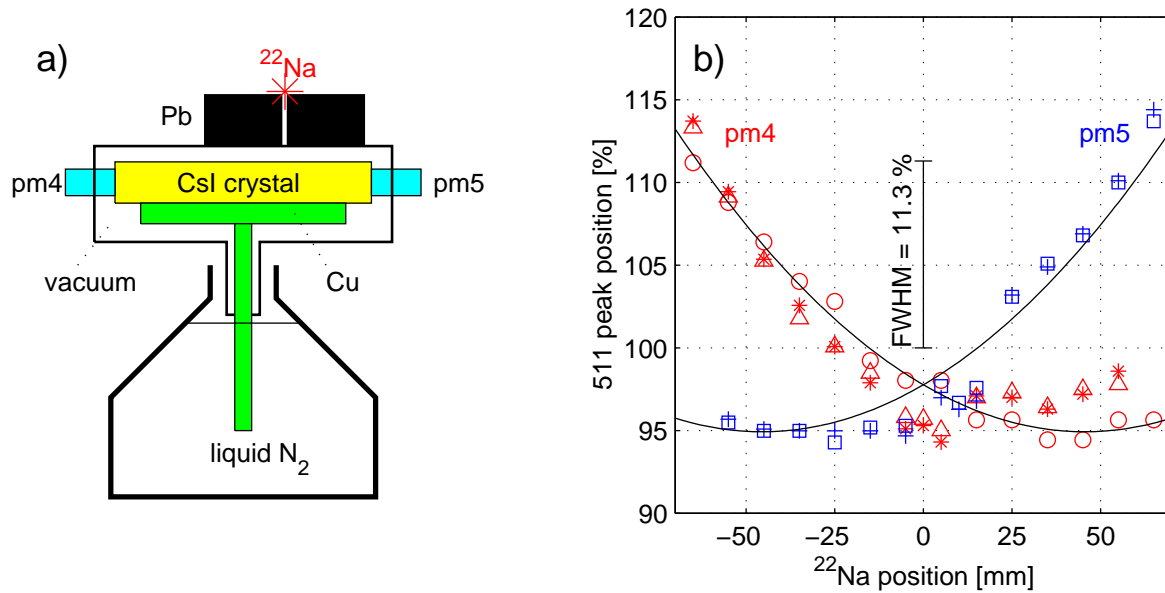 a)
22Na
Pb
pm4
CsI crystal
pm5
vacuum
Cu
liquid N2
b)
120
115
110
105
100
95
90
511 peak position [%]
pm4
pm5
FWHM = 11.3 %
−50
−25
0
25
50
22Na position [mm]